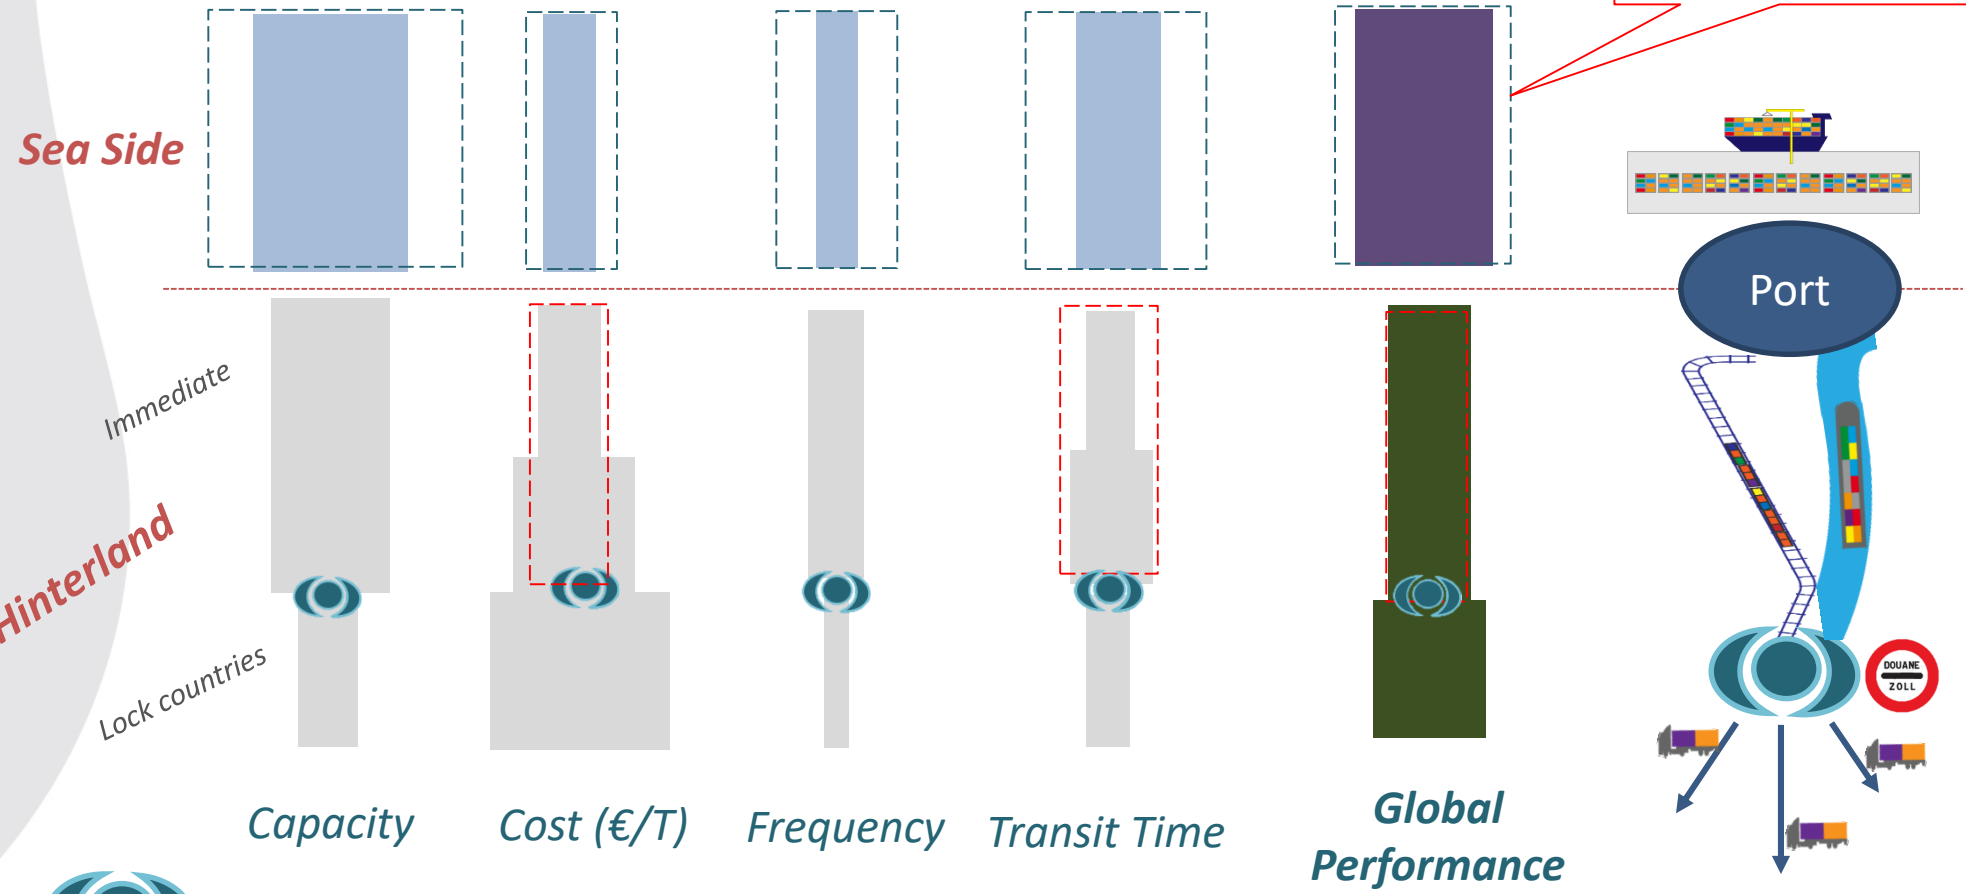 Sea Side
Port
Immediate
Hinterland
DOUANE
ZOLL
Lock countries
Capacity
Cost (€/T)
Frequency
Transit Time
Global
Performance